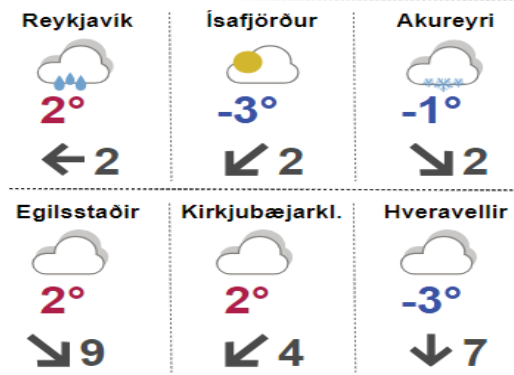 Reykjavík Ísafjörður Akureyri
2° -3° -1°
2 2 2
Egilsstaðir Kirkjubæjarkl. Hveravellir
2° 2° -3°
9 4 7